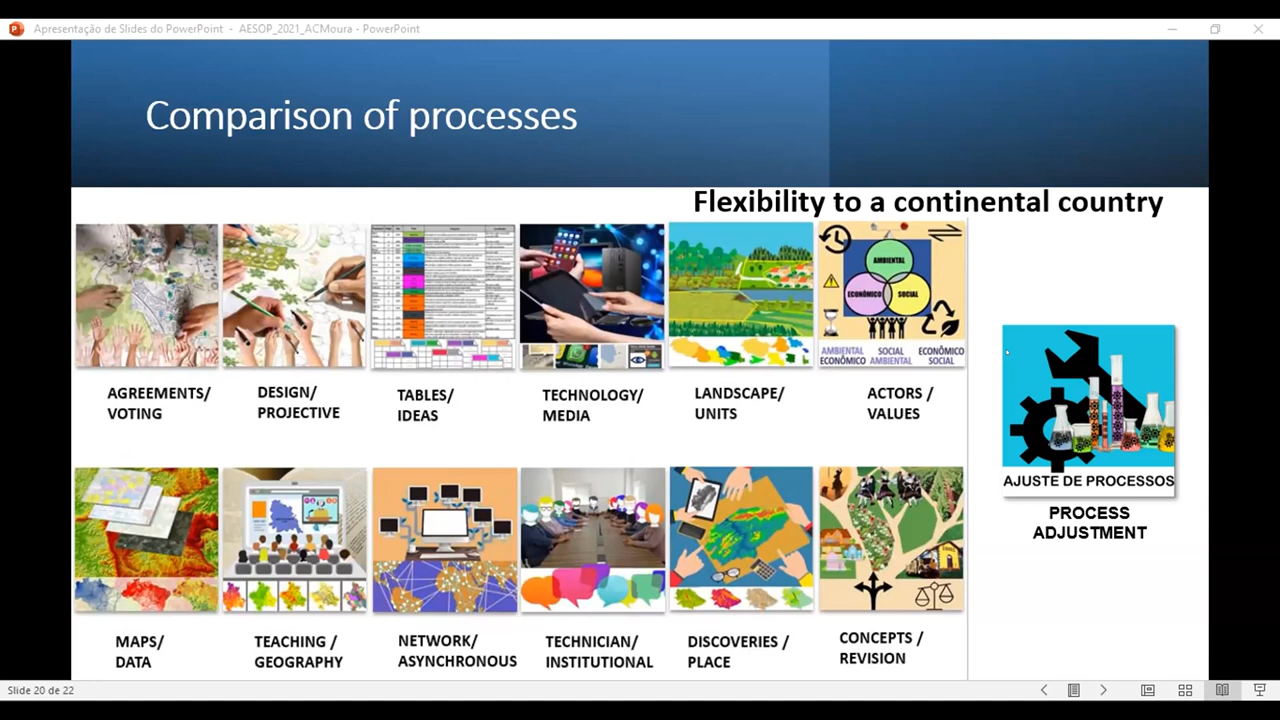 Apresentação de Slides do PowerPoint - AESOP_2021_ACMoura - PowerPoint
Comparison of processes
Flexibility to a continental country
AMBIENTAL
ECONÔMICO
SOCIAL
AMBIENTAL SOCIAL ECONÔMICO
ECONÔMICO AMBIENTAL SOCIAL
AGREEMENTS/
VOTING
DESIGN/
PROJECTIVE
TABLES/
IDEAS
TECHNOLOGY/
MEDIA
LANDSCAPE/
UNITS
ACTORS /
VALUES
AJUSTE DE PROCESSOS
PROCESS
ADJUSTMENT
MAPS/
DATA
TEACHING /
GEOGRAPHY
NETWORK/
ASYNCHRONOUS
TECHNICIAN/
INSTITUTIONAL
DISCOVERIES /
PLACE
CONCEPTS /
REVISION
Slide 20 de 22